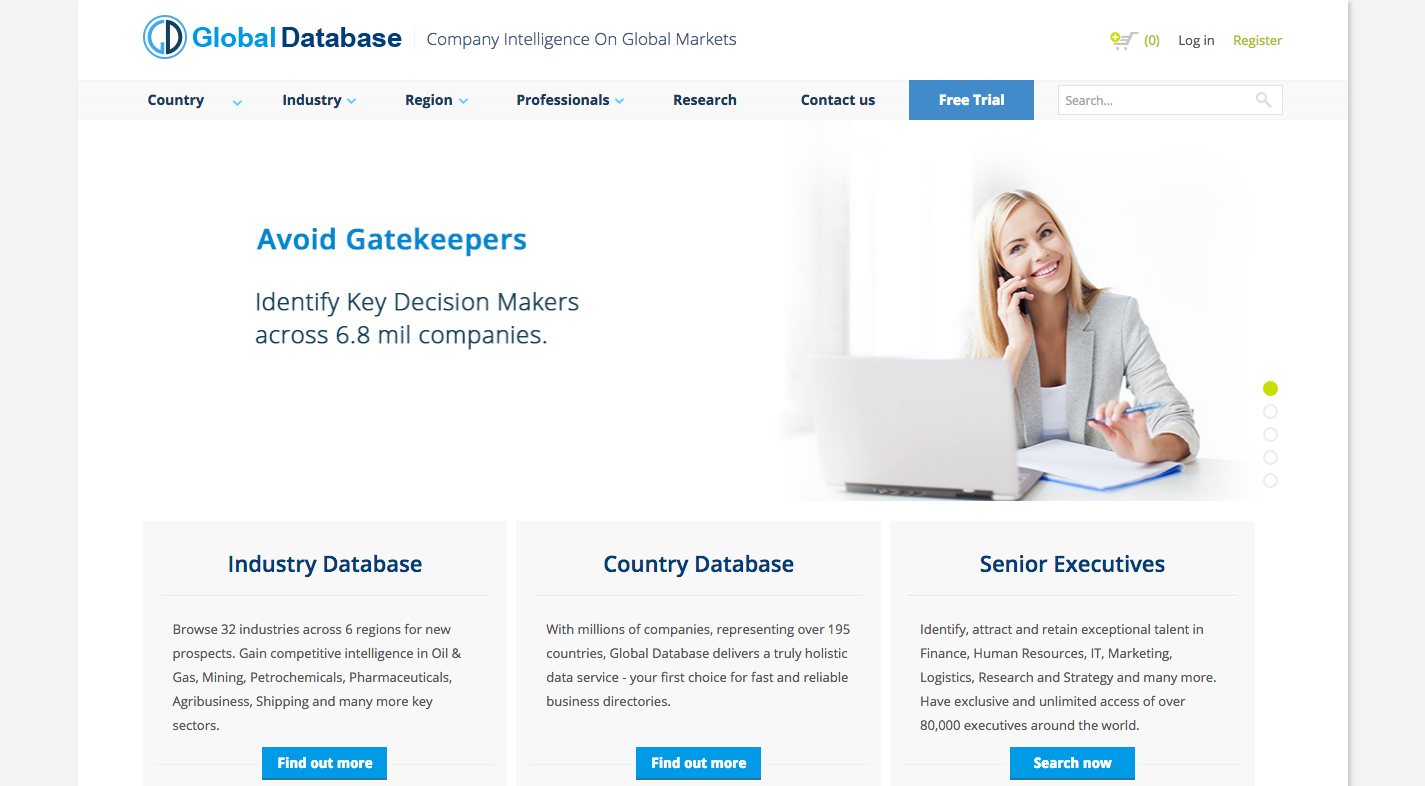 Global Database
Company Intelligence On Global Markets
(0)
Log in
Register
Country
Industry
Region
Professionals
Research
Contact us
Free Trial
Search...
Avoid Gatekeepers
Identify Key Decision Makers
across 6.8 mil companies.
Industry Database
Browse 32 industries across 6 regions for new
prospects. Gain competitive intelligence in Oil &
Gas, Mining, Petrochemicals, Pharmaceuticals,
Agribusiness, Shipping and many more key
sectors.
Find out more
Country Database
With millions of companies, representing over 195
countries, Global Database delivers a truly holistic
data service - your first choice for fast and reliable
business directories.
Find out more
Senior Executives
Identify, attract and retain exceptional talent in
Finance, Human Resources, IT, Marketing,
Logistics, Research and Strategy and many more.
Have exclusive and unlimited access of over
80,000 executives around the world.
Search now